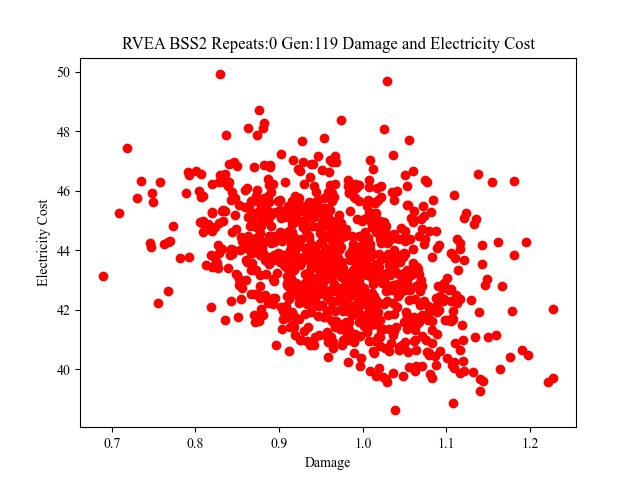 RVEA BSS2 Repeats:0 Gen:119 Damage and Electricity Cost
50
48
46
44
42
40
Electricity Cost
0.7 0.8 0.9 1.0 1.1 1.2
Damage